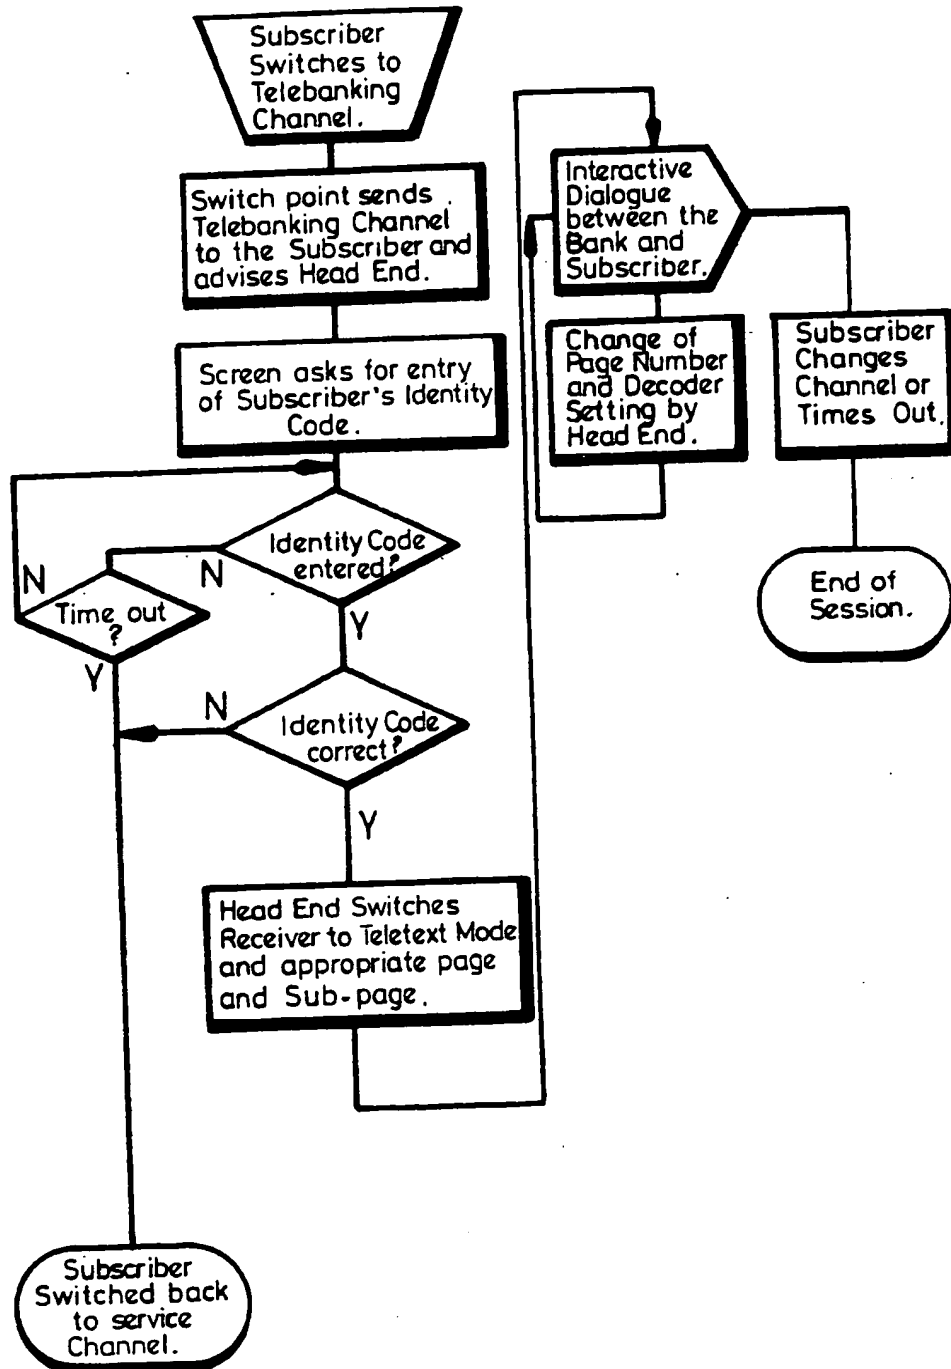 Subscriber
Switches to
Telebanking
Channel.
Switch point sends
Telebanking Channel
to the Subscriber and
advises Head End.
Screen asks for entry
of Subscriber's Identity
Code.
Identity Code
entered?
N
Y
Time out
?
N
Y
Identity Code
correct?
N
Y
Head End Switches
Receiver to Teletext Mode
and appropriate page
and Sub-page.
Subscriber
Switched back
to service
Channel.
Interactive
Dialogue
between the
Bank and
Subscriber.
Change of
Page Number
and Decoder
Setting by
Head End.
Subscriber
Changes
Channel or
Times Out.
End of
Session.